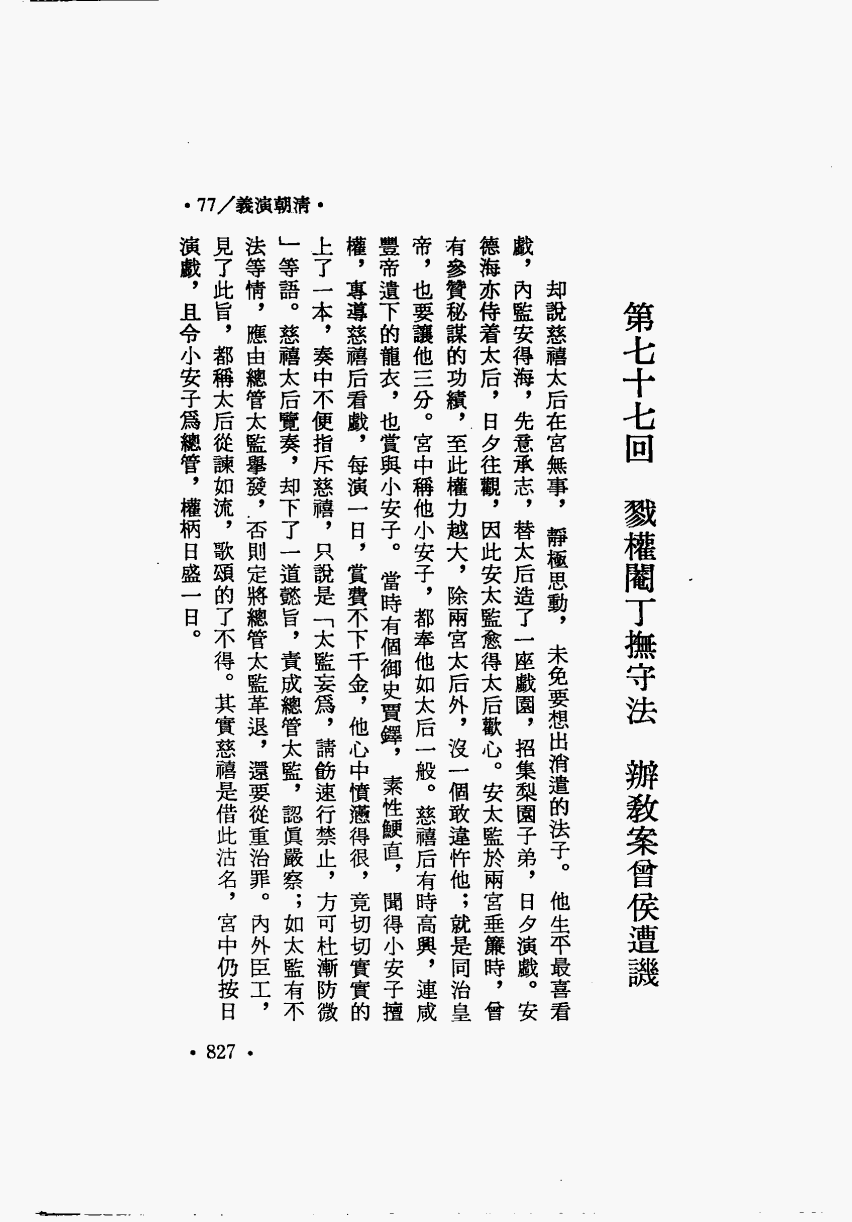 •77／清朝演義•
第七十七回　戮權閹丁撫守法　辦教案曾侯遭譏
却說慈禧太后在宮無事，靜極思動，未免要想出消遣的法子。他生平最喜看
戲，內監安得海，先意承志，替太后造了一座戲園，招集梨園子弟，日夕演戲。安
德海亦侍着太后，日夕往觀，因此安太監愈得太后歡心。安太監於兩宮垂簾時，曾
有參贊秘謀的功績，至此權力越大，除兩宮太后外，沒一個敢違忤他；就是同治皇
帝，也要讓他三分。宮中稱他小安子，都奉他如太后一般。慈禧后有時高興，連咸
豐帝遺下的龍衣，也賞與小安子。當時有個御史賈鐸，素性鯁直，聞得小安子擅
權，專導慈禧后看戲，每演一日，賞費不下千金，他心中憤懣得很，竟切切實實的
上了一本，奏中不便指斥慈禧，只說是「太監妄爲，請飭速行禁止，方可杜漸防微
」等語。慈禧太后覽奏，却下了一道懿旨，責成總管太監，認眞嚴察；如太監有不
法等情，應由總管太監舉發，否則定將總管太監革退，還要從重治罪。內外臣工，
見了此旨，都稱太后從諫如流，歌頌的了不得。其實慈禧是借此沽名，宮中仍按日
演戲，且令小安子爲總管，權柄日盛一日。
•827•